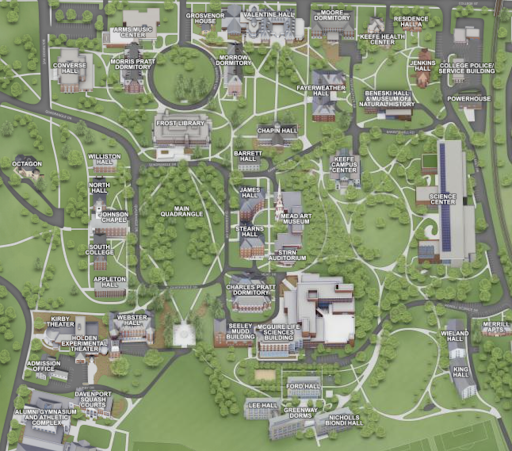 GROSVENOR
HOUSE
VALENTINE HALL
MOORE
DORMITORY
RESIDENCE
HALL A
ARMS MUSIC
CENTER
KEEFE HEALTH
CENTER
CONVERSE
HALL
MORRIS PRATT
DORMITORY
MORROW
DORMITORY
JENKINS
HALL
COLLEGE POLICE/
SERVICE BUILDING
FAYERWEATHER
HALL
BENESKI HALL
& MUSEUM OF
NATURAL HISTORY
POWERHOUSE
FROST LIBRARY
CHAPIN HALL
OCTAGON
WILLISTON
HALL
BARRETT
HALL
KEEFE
CAMPUS
CENTER
NORTH
HALL
JAMES
HALL
SCIENCE
CENTER
JOHNSON
CHAPEL
MAIN
QUADRANGLE
MEAD ART
MUSEUM
STEARNS
HALL
SOUTH
COLLEGE
STIRN
AUDITORIUM
APPLETON
HALL
CHARLES PRATT
DORMITORY
KIRBY
THEATER
WEBSTER
HALL
SEELEY
MUDD
BUILDING
MCGUIRE LIFE
SCIENCES
BUILDING
WIELAND
HALL
MERRILL
APTS
HOLDEN
EXPERIMENTAL
THEATER
ADMISSION
OFFICE
KING
HALL
FORD HALL
DAVENPORT
SQUASH
COURTS
LEE HALL
ALUMNI GYMNASIUM
AND ATHLETIC
COMPLEX
GREENWAY
DORMS
NICHOLLS
BIONDI HALL